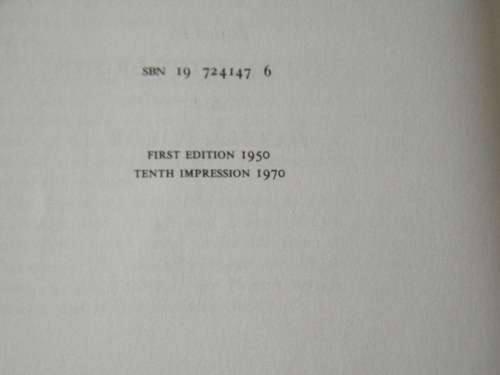 SBN 19 724147 6
FIRST EDITION 1950
TENTH IMPRESSION 1970